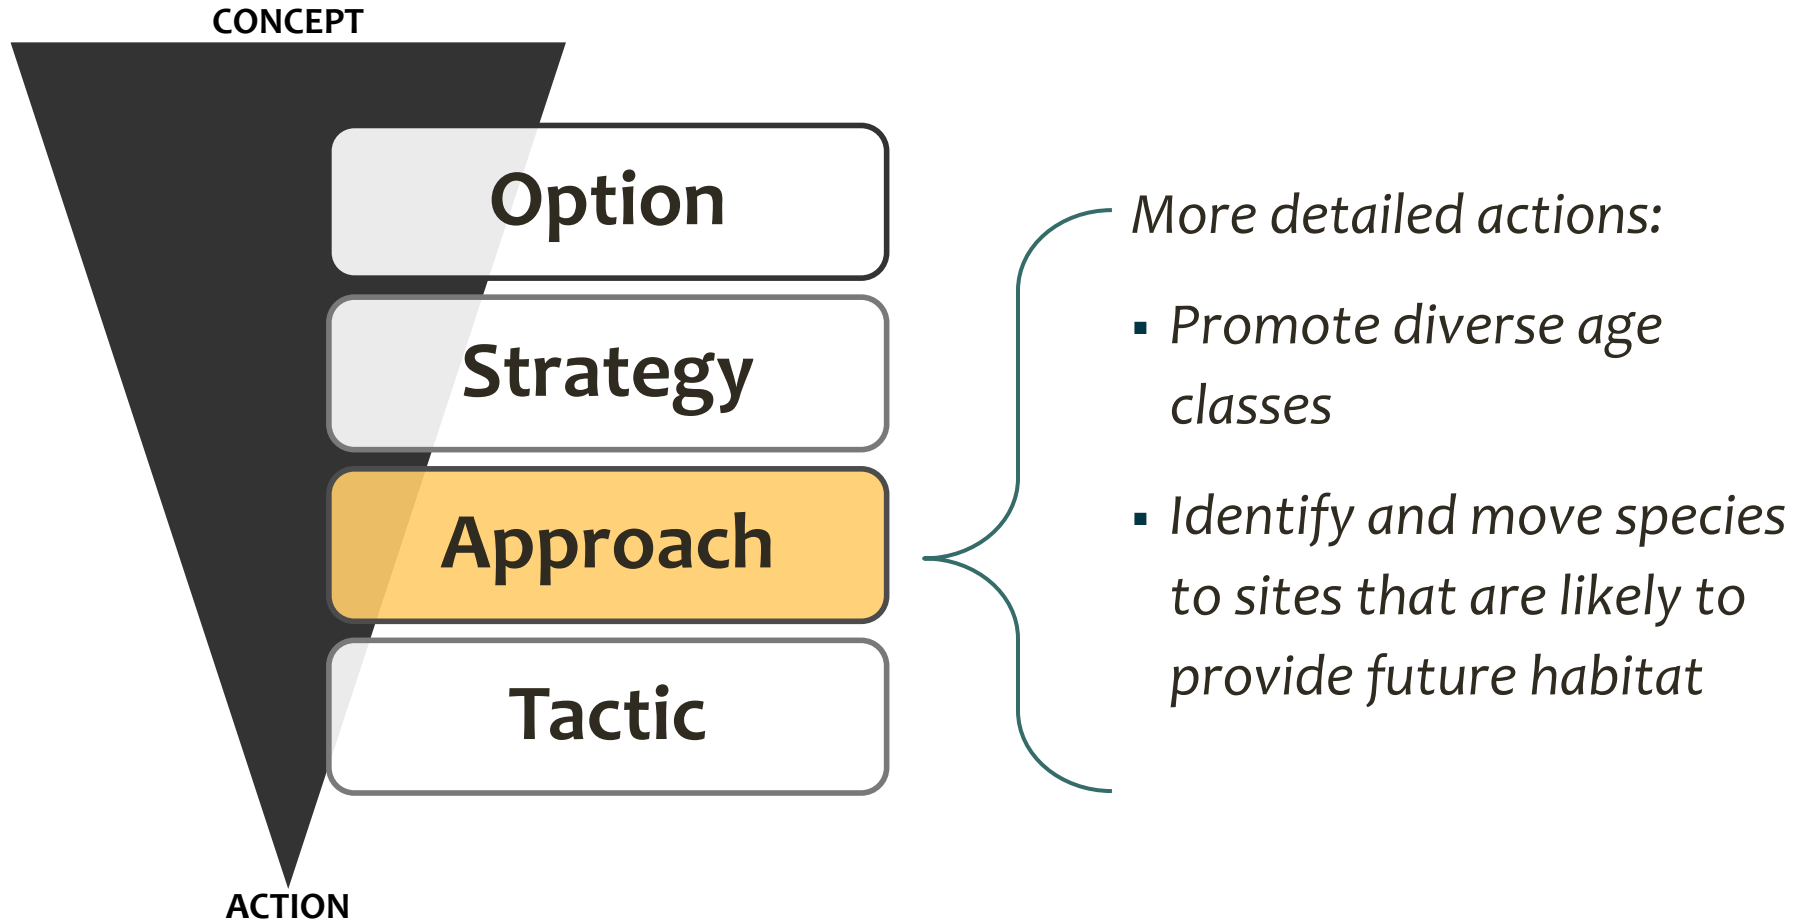 CONCEPT
Option
Strategy
Approach
Tactic
ACTION
More detailed actions:
▪ Promote diverse age
classes
▪ Identify and move species
to sites that are likely to
provide future habitat